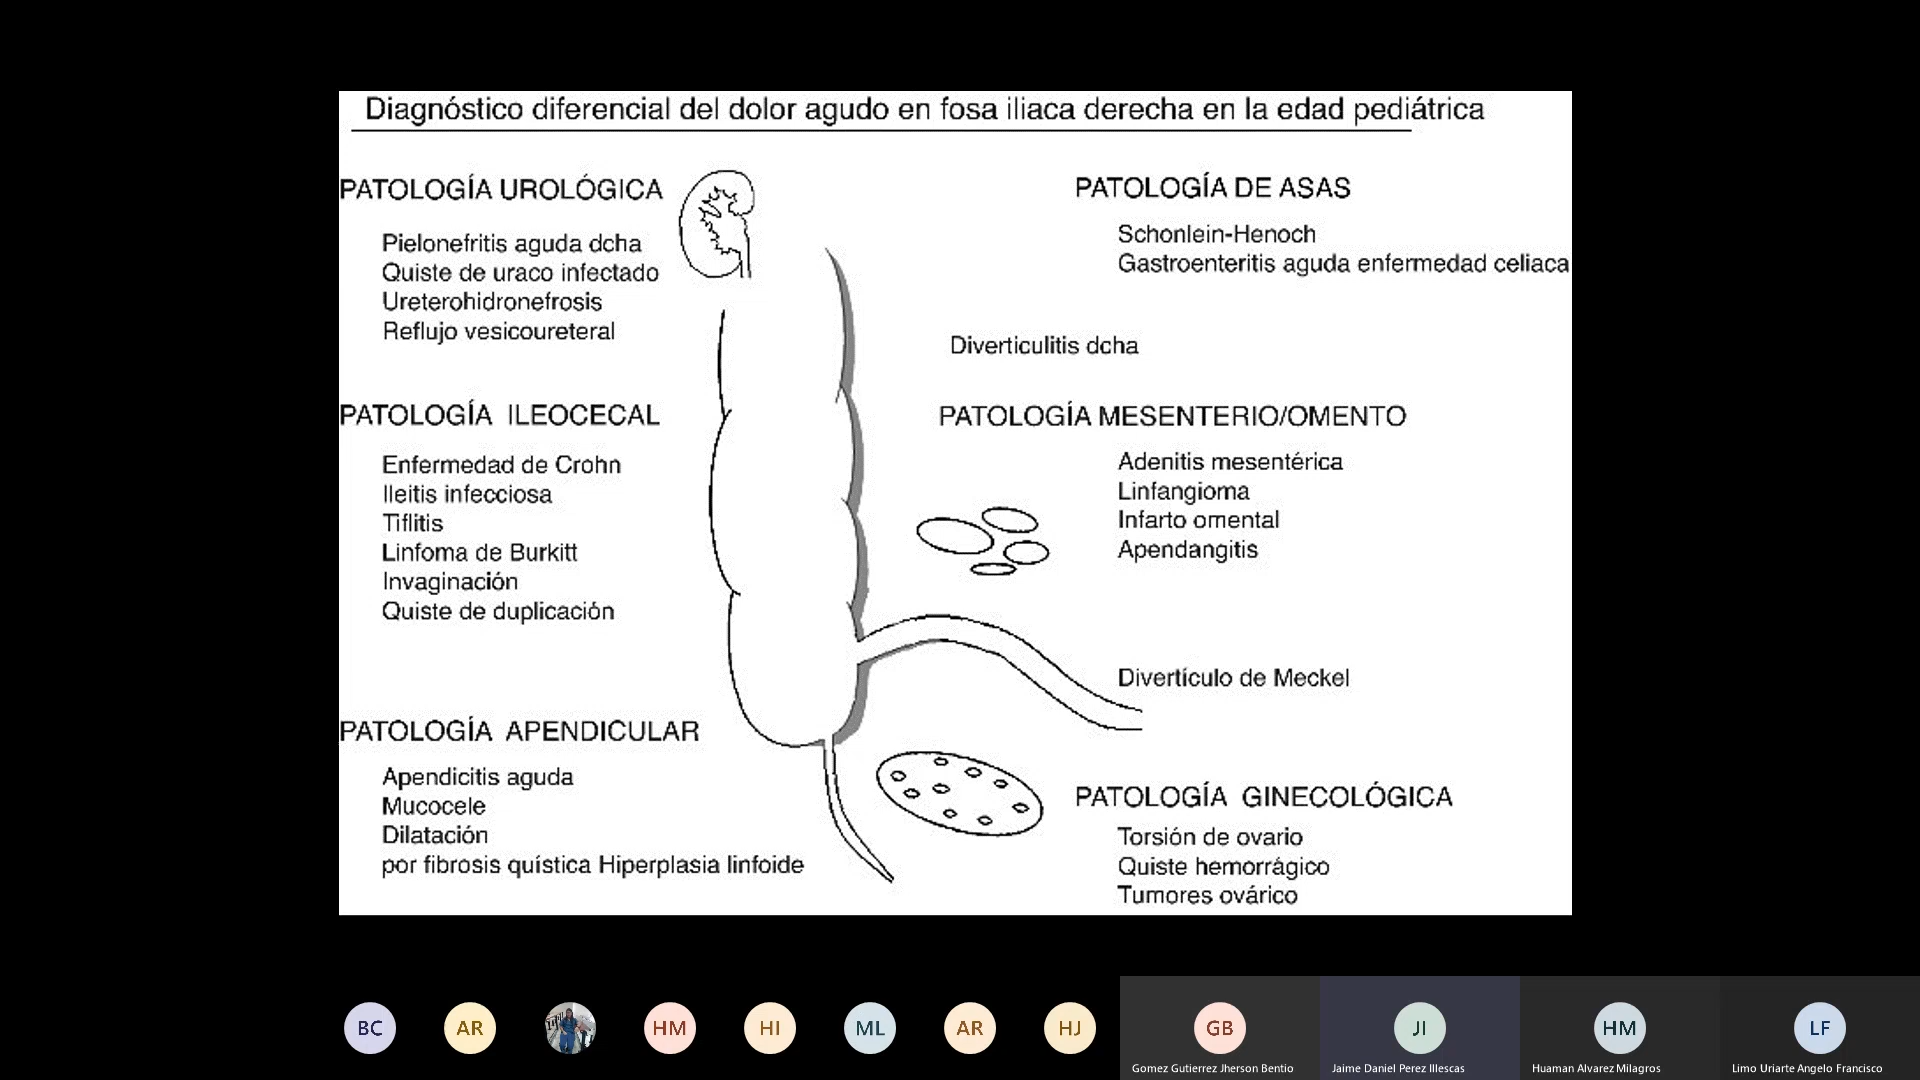 Diagnóstico diferencial del dolor agudo en fosa iliaca derecha en la edad pediátrica
PATOLOGÍA UROLÓGICA
Pielonefritis aguda dcha
Quiste de uraco infectado
Ureterohidronefrosis
Reflujo vesicoureteral
PATOLOGÍA ILEOCECAL
Enfermedad de Crohn
Ileitis infecciosa
Tiflitis
Linfoma de Burkitt
Invaginación
Quiste de duplicación
PATOLOGÍA APENDICULAR
Apendicitis aguda
Mucocele
Dilatación
por fibrosis quística Hiperplasia linfoide
PATOLOGÍA DE ASAS
Schonlein-Henoch
Gastroenteritis aguda enfermedad celiaca
Diverticulitis dcha
PATOLOGÍA MESENTERIO/OMENTO
Adenitis mesentérica
Linfangioma
Infarto omental
Apendangitis
Divertículo de Meckel
PATOLOGÍA GINECOLÓGICA
Torsión de ovario
Quiste hemorrágico
Tumores ovárico
BC
AR
HM
HI
ML
AR
HJ
GB
JI
HM
LF
Gomez Gutierrez Jherson Bentio
Jaime Daniel Perez Illescas
Huaman Alvarez Milagros
Limo Uriarte Angelo Francisco